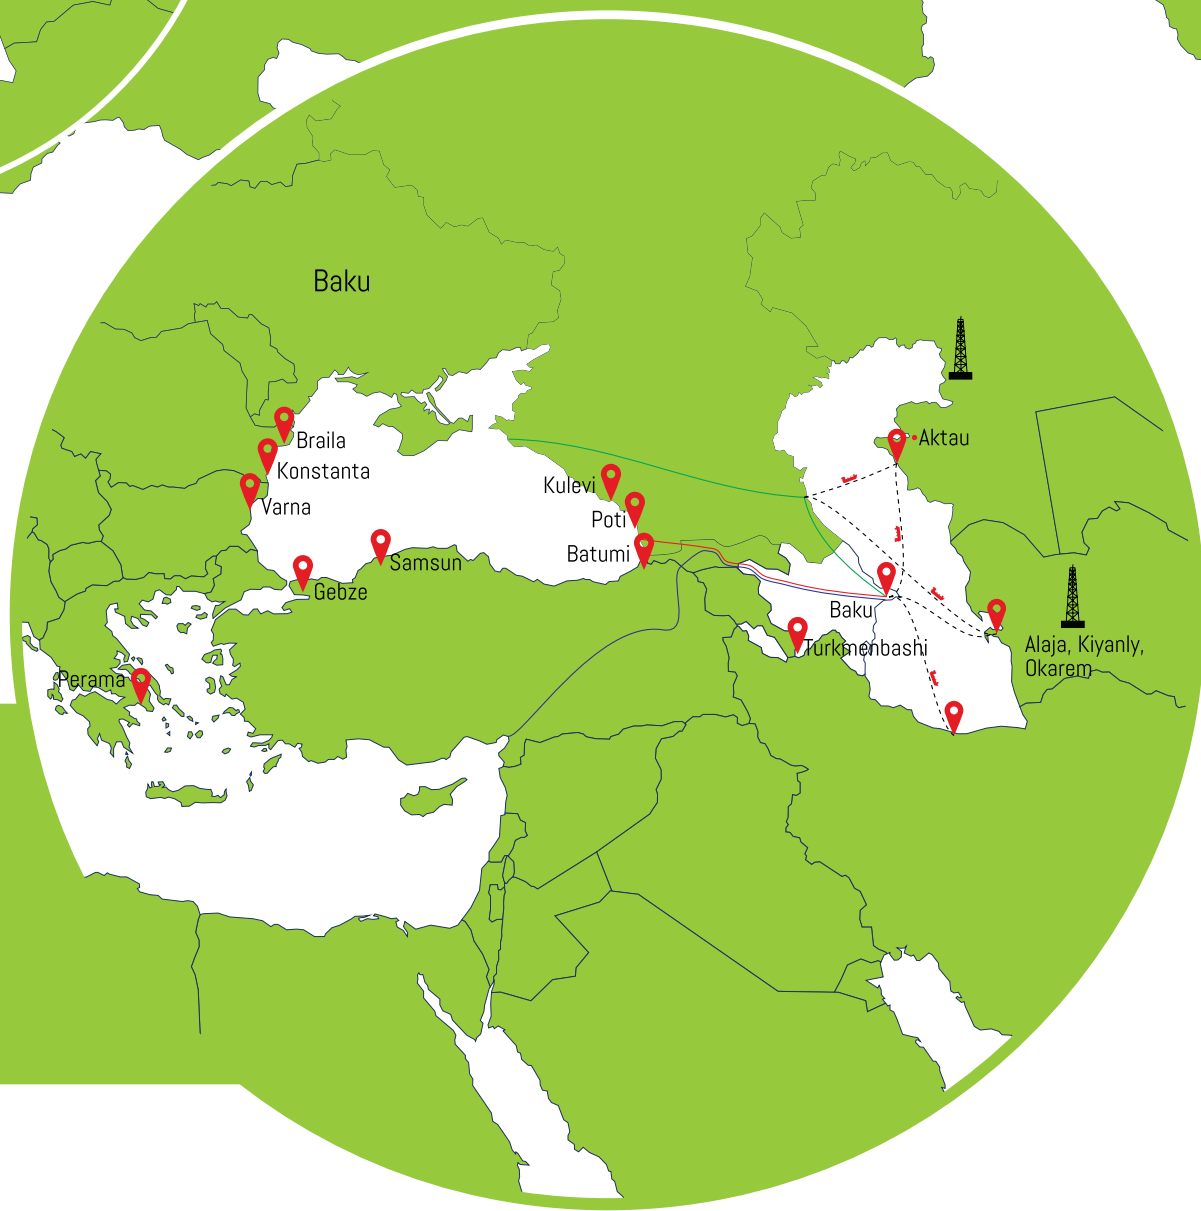 Baku
Braila
Aktau
Konstanta
Kulevi
Varna
Poti
Batumi
Samsun
Gebze
Baku
Turkmenbashi
Alaja, Kiyanly,
Okarem
Perama